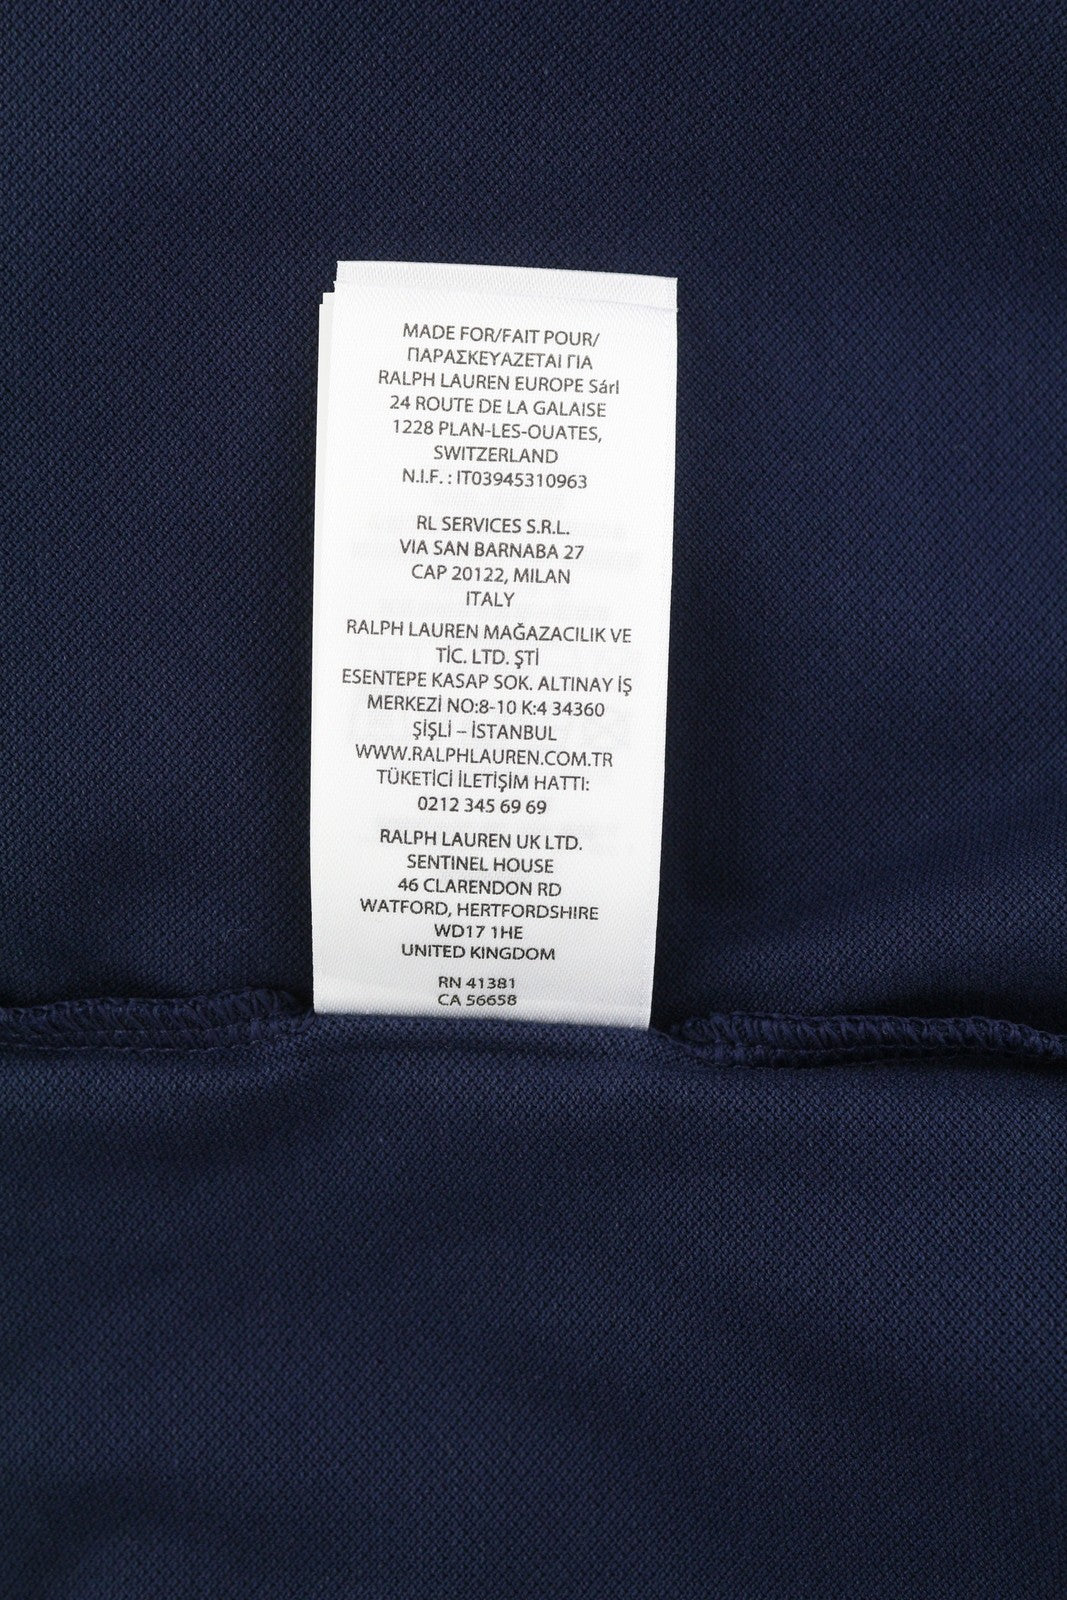 MADE FOR/FAIT POUR/
ΠΑΡΑΣΚΕΥΑΖΕΤΑΙ ΓΙΑ
RALPH LAUREN EUROPE Sárl
24 ROUTE DE LA GALAISE
1228 PLAN-LES-OUATES,
SWITZERLAND
N.I.F. : IT03945310963
RL SERVICES S.R.L.
VIA SAN BARNABA 27
CAP 20122, MILAN
ITALY
RALPH LAUREN MAĞAZACILIK VE
TİC. LTD. ŞTİ
ESENTEPE KASAP SOK. ALTINAY İŞ
MERKEZİ NO:8-10 K:4 34360
ŞİŞLİ – İSTANBUL
WWW.RALPHLAUREN.COM.TR
TÜKETİCİ İLETİŞİM HATTI:
0212 345 69 69
RALPH LAUREN UK LTD.
SENTINEL HOUSE
46 CLARENDON RD
WATFORD, HERTFORDSHIRE
WD17 1HE
UNITED KINGDOM
RN 41381
CA 56658